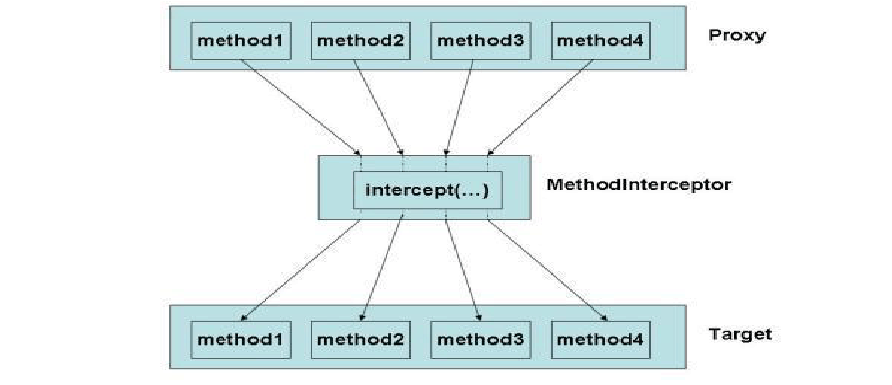 method1 method2 method3 method4 Proxy
intercept(...) MethodInterceptor
method1 method2 method3 method4 Target